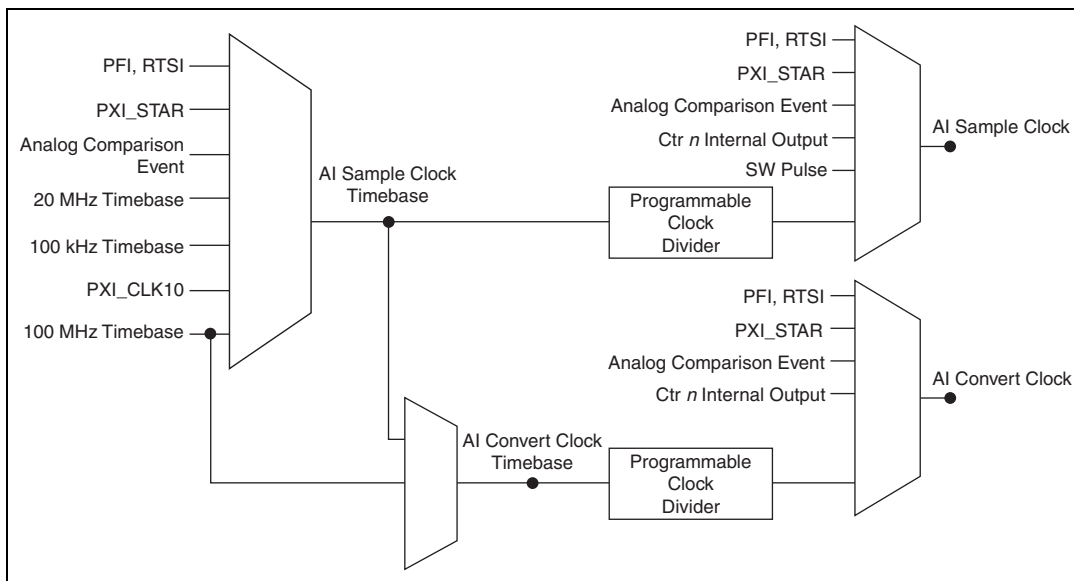 PFI, RTSI
PXI_STAR
Analog Comparison
Event
20 MHz Timebase
100 kHz Timebase
PXI_CLK10
100 MHz Timebase
AI Sample Clock
Timebase
Programmable
Clock
Divider
PFI, RTSI
PXI_STAR
Analog Comparison Event
Ctr n Internal Output
SW Pulse
AI Sample Clock
AI Convert Clock
Timebase
Programmable
Clock
Divider
PFI, RTSI
PXI_STAR
Analog Comparison Event
Ctr n Internal Output
AI Convert Clock